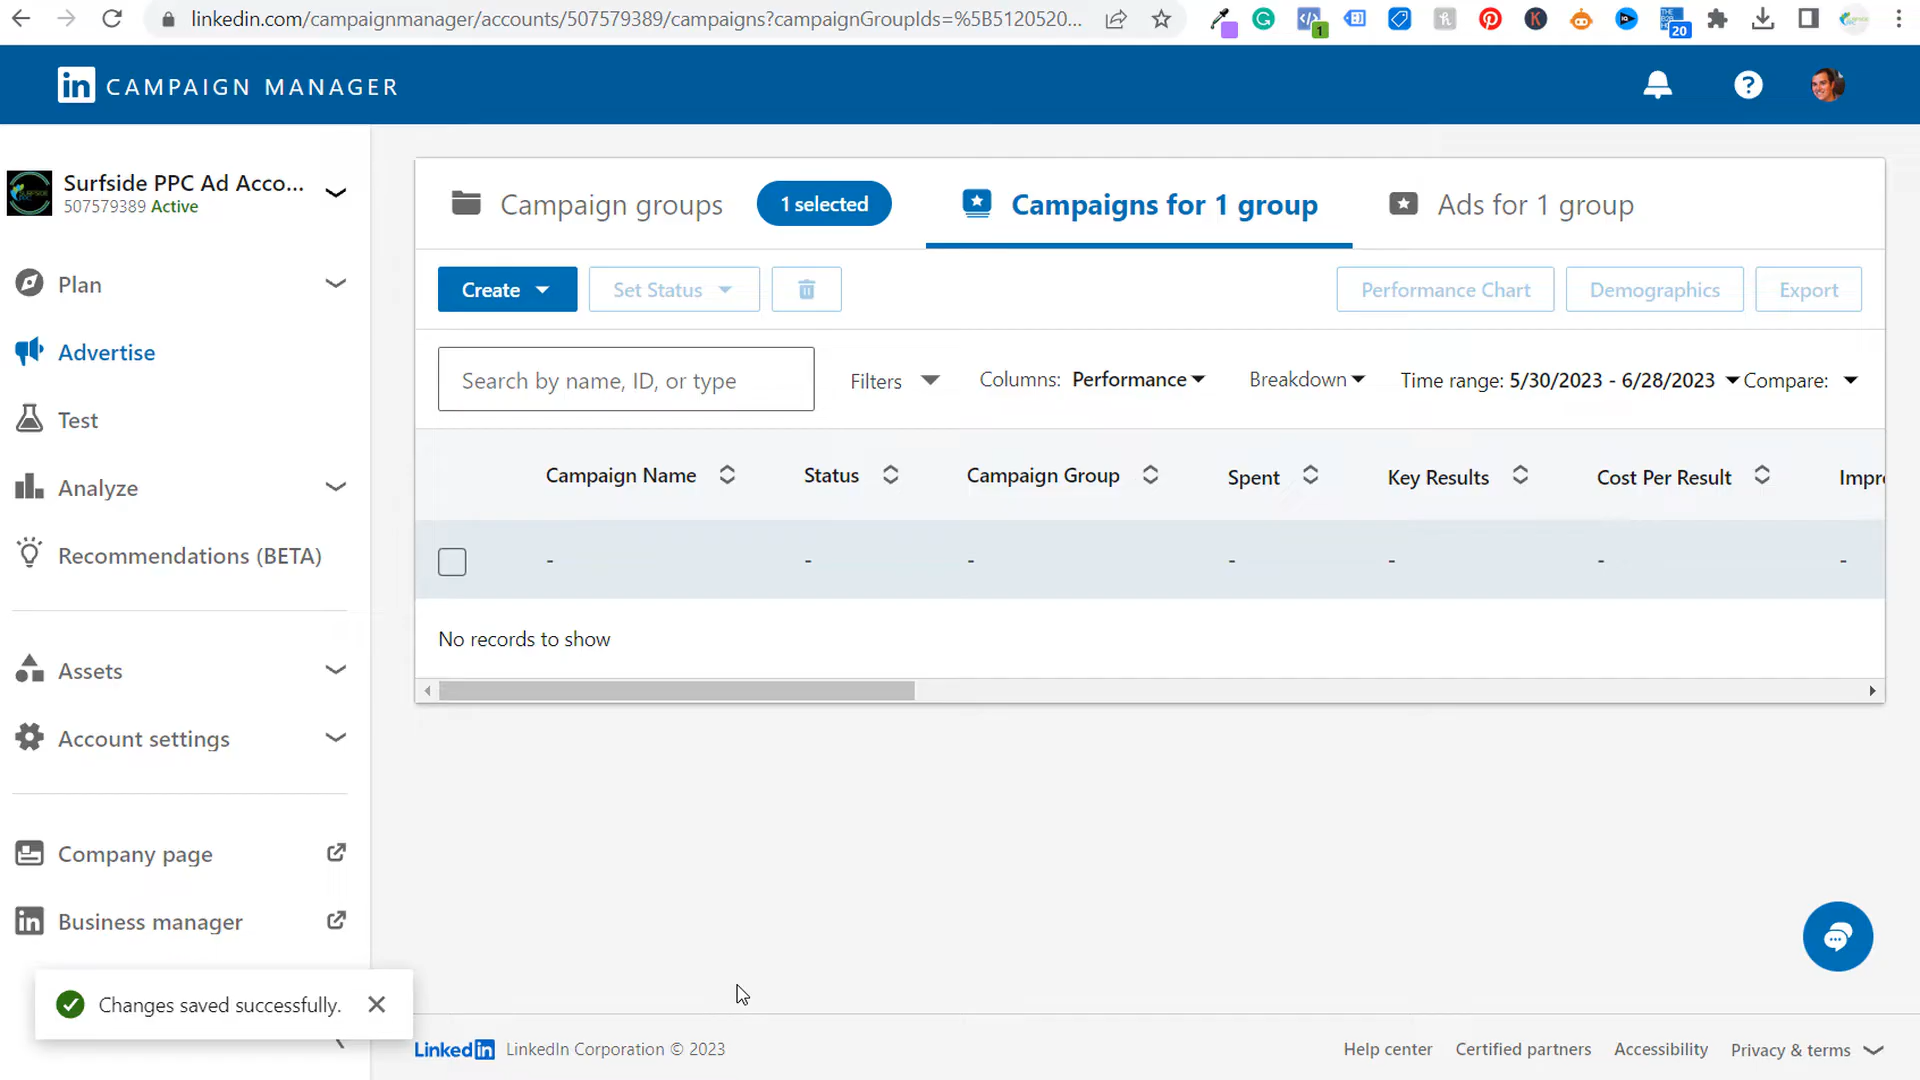 linkedin.com/campaignmanager/accounts/507579389/campaigns?campaignGroupIds=%5B5120520...
1
20
in CAMPAIGN MANAGER
Surfside PPC Ad Acco...
507579389 Active
Plan
Advertise
Test
Analyze
Recommendations (BETA)
Assets
Account settings
Company page
Business manager
Changes saved successfully.
Campaign groups
1 selected
Campaigns for 1 group
Ads for 1 group
Create
Set Status
Performance Chart
Demographics
Export
Search by name, ID, or type
Filters
Columns: Performance
Breakdown
Time range: 5/30/2023 - 6/28/2023
Compare:
Campaign Name
Status
Campaign Group
Spent
Key Results
Cost Per Result
Impre
- - - - - - -
No records to show
LinkedIn LinkedIn Corporation © 2023
Help center
Certified partners
Accessibility
Privacy & terms